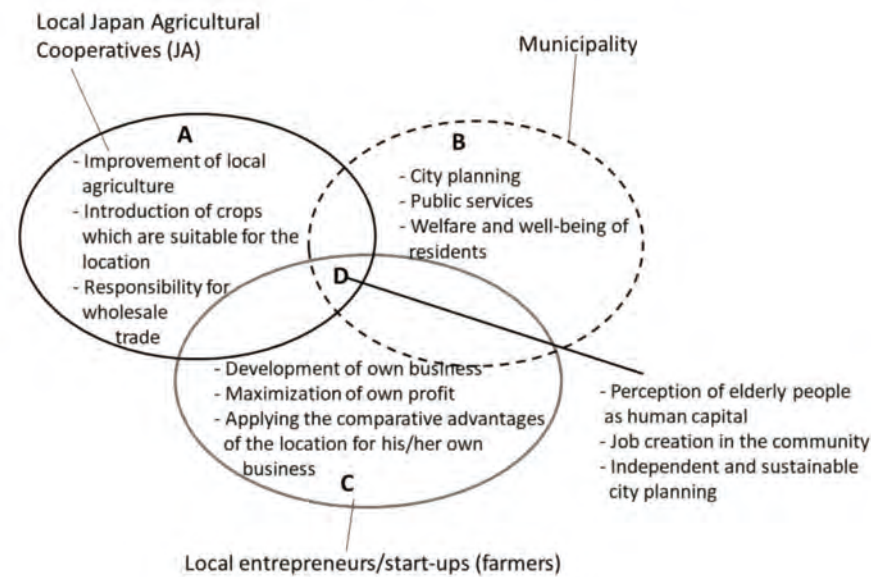 Local Japan Agricultural
Cooperatives (JA)
Municipality
A
- Improvement of local
agriculture
- Introduction of crops
which are suitable for the
location
- Responsibility for
wholesale
trade
B
- City planning
- Public services
- Welfare and well-being of
residents
D
- Development of own business
- Maximization of own profit
- Applying the comparative advantages
of the location for his/her own
business
C
- Perception of elderly people
as human capital
- Job creation in the community
- Independent and sustainable
city planning
Local entrepreneurs/start-ups (farmers)